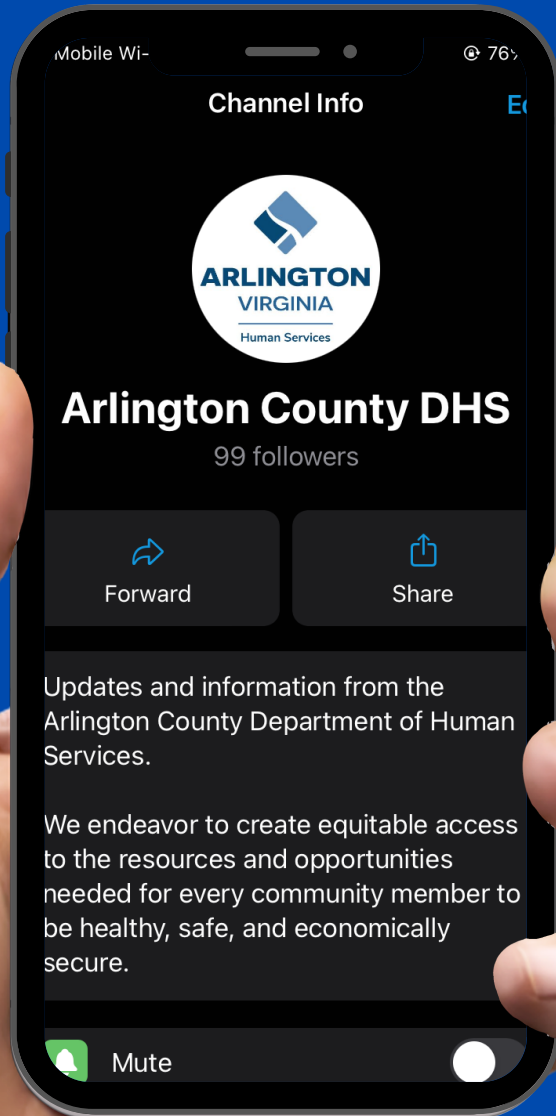 Mobile Wi-
76%
Channel Info
Ed
ARLINGTON
VIRGINIA
Human Services
Arlington County DHS
99 followers
Forward
Share
Updates and information from the
Arlington County Department of Human
Services.
We endeavor to create equitable access
to the resources and opportunities
needed for every community member to
be healthy, safe, and economically
secure.
Mute